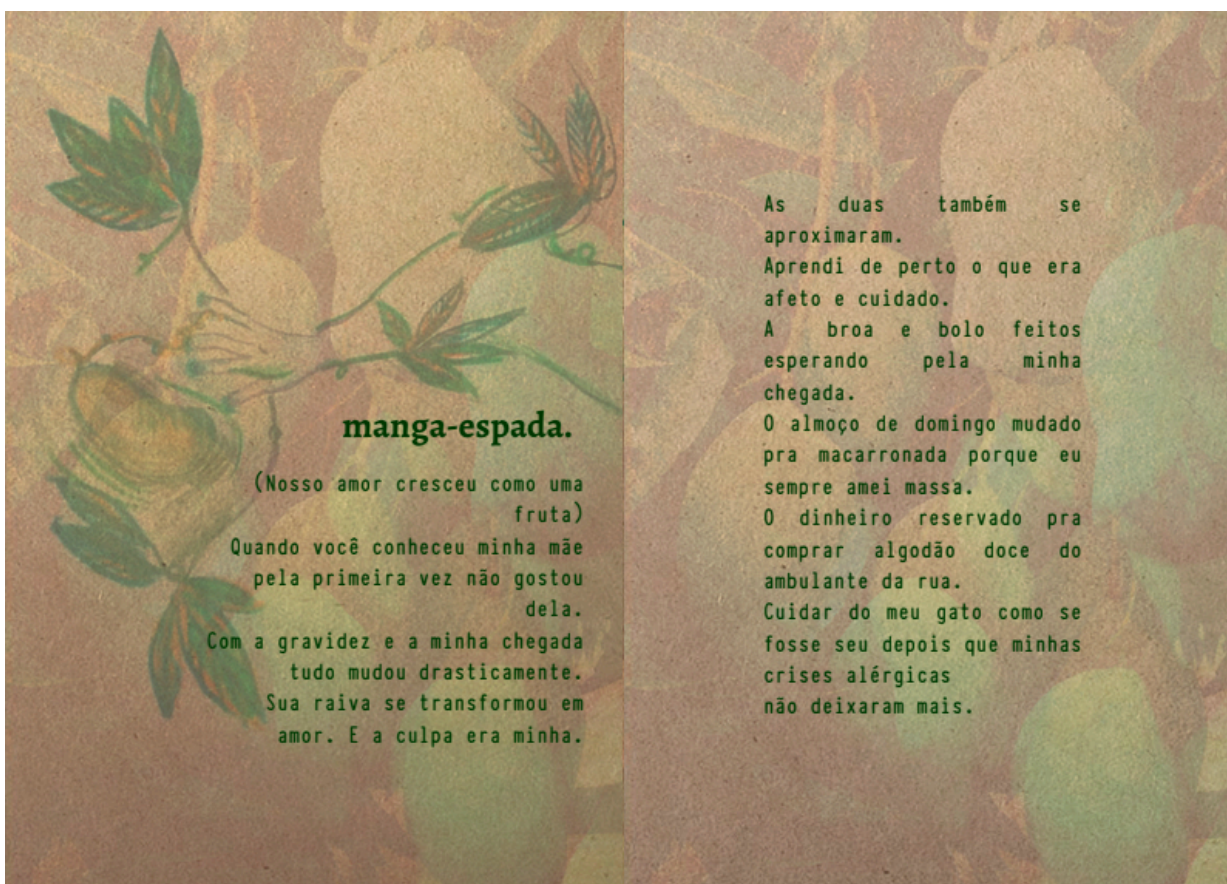 manga-espada.
(Nosso amor cresceu como uma
fruta)
Quando você conheceu minha mãe
pela primeira vez não gostou
dela.
Com a gravidez e a minha chegada
tudo mudou drasticamente.
Sua raiva se transformou em
amor. E a culpa era minha.
As duas também se
aproximaram.
Aprendi de perto o que era
afeto e cuidado.
A broa e bolo feitos
esperando pela minha
chegada.
O almoço de domingo mudado
pra macarronada porque eu
sempre amei massa.
O dinheiro reservado pra
comprar algodão doce do
ambulante da rua.
Cuidar do meu gato como se
fosse seu depois que minhas
crises alérgicas
não deixaram mais.